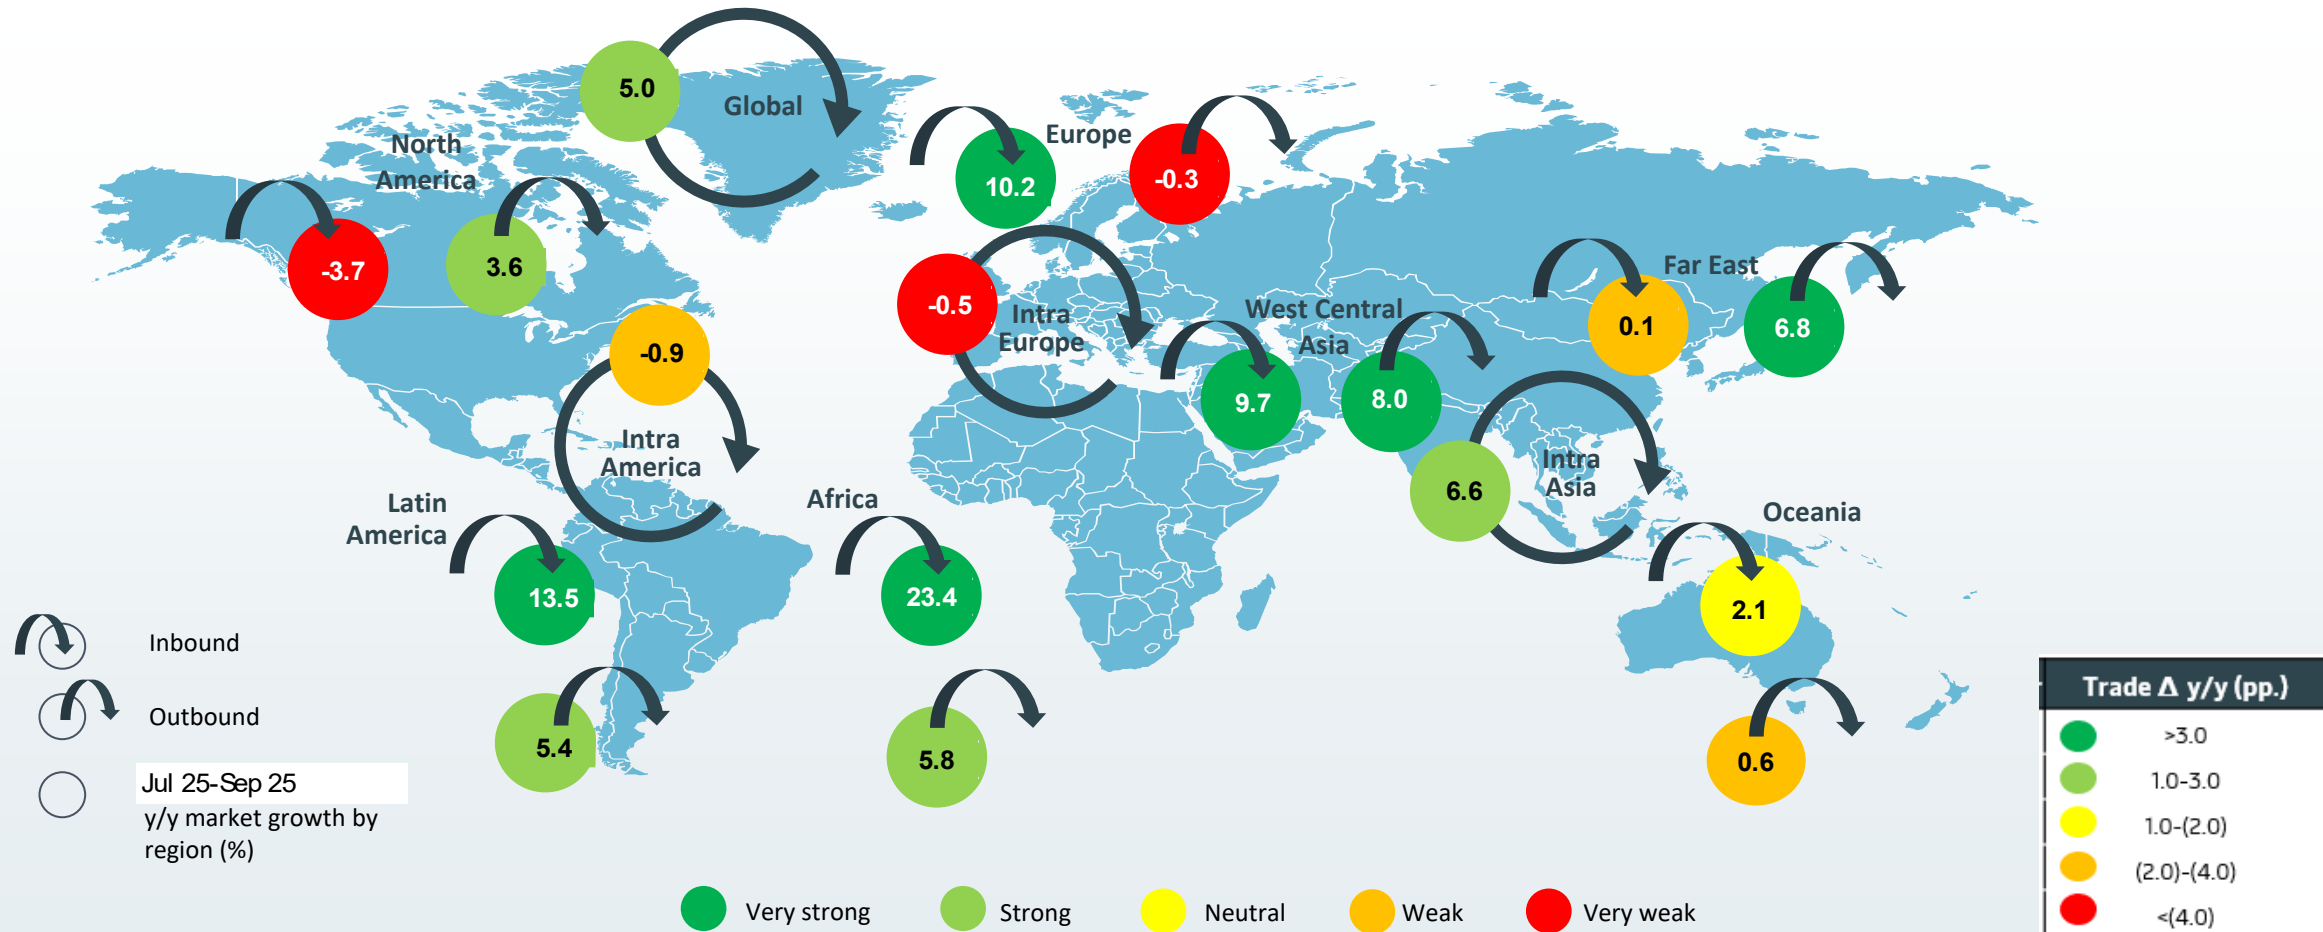 5.0
Global
North
America
-3.7
3.6
Europe
10.2
-0.3
-0.5
Intra
Europe
West Central
Asia
9.7
8.0
Far East
0.1
6.8
-0.9
Intra
America
6.6
Intra
Asia
Latin
America
13.5
5.4
Africa
23.4
5.8
Oceania
2.1
0.6
Inbound
Outbound
Jul 25-Sep 25
y/y market growth by
region (%)
Very strong
Strong
Neutral
Weak
Very weak
Trade Δ y/y (pp.)
>3.0
1.0-3.0
1.0-(2.0)
(2.0)-(4.0)
<(4.0)